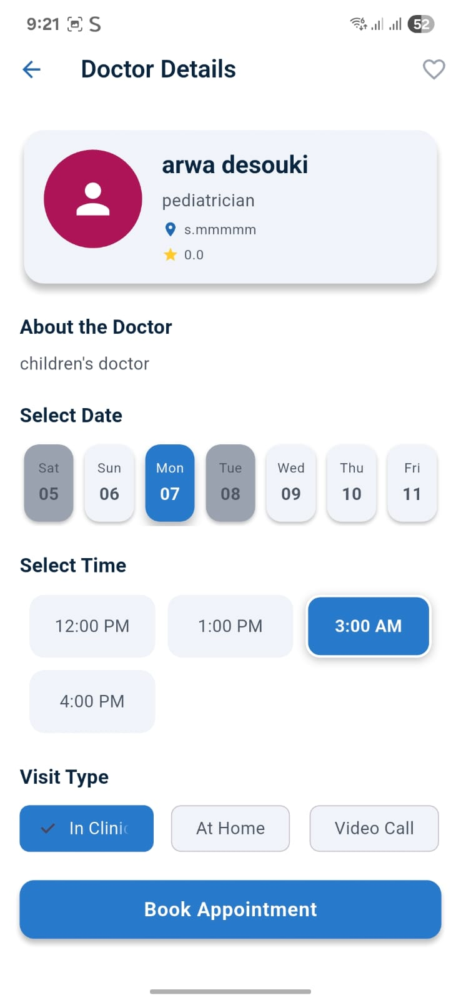 9:21 S 6 52
Doctor Details
arwa desouki
pediatrician
s.mmmmm
0.0
About the Doctor
children's doctor
Select Date
Sat Sun Mon Tue Wed Thu Fri
05 06 07 08 09 10 11
Select Time
12:00 PM 1:00 PM 3:00 AM
4:00 PM
Visit Type
In Clinic At Home Video Call
Book Appointment